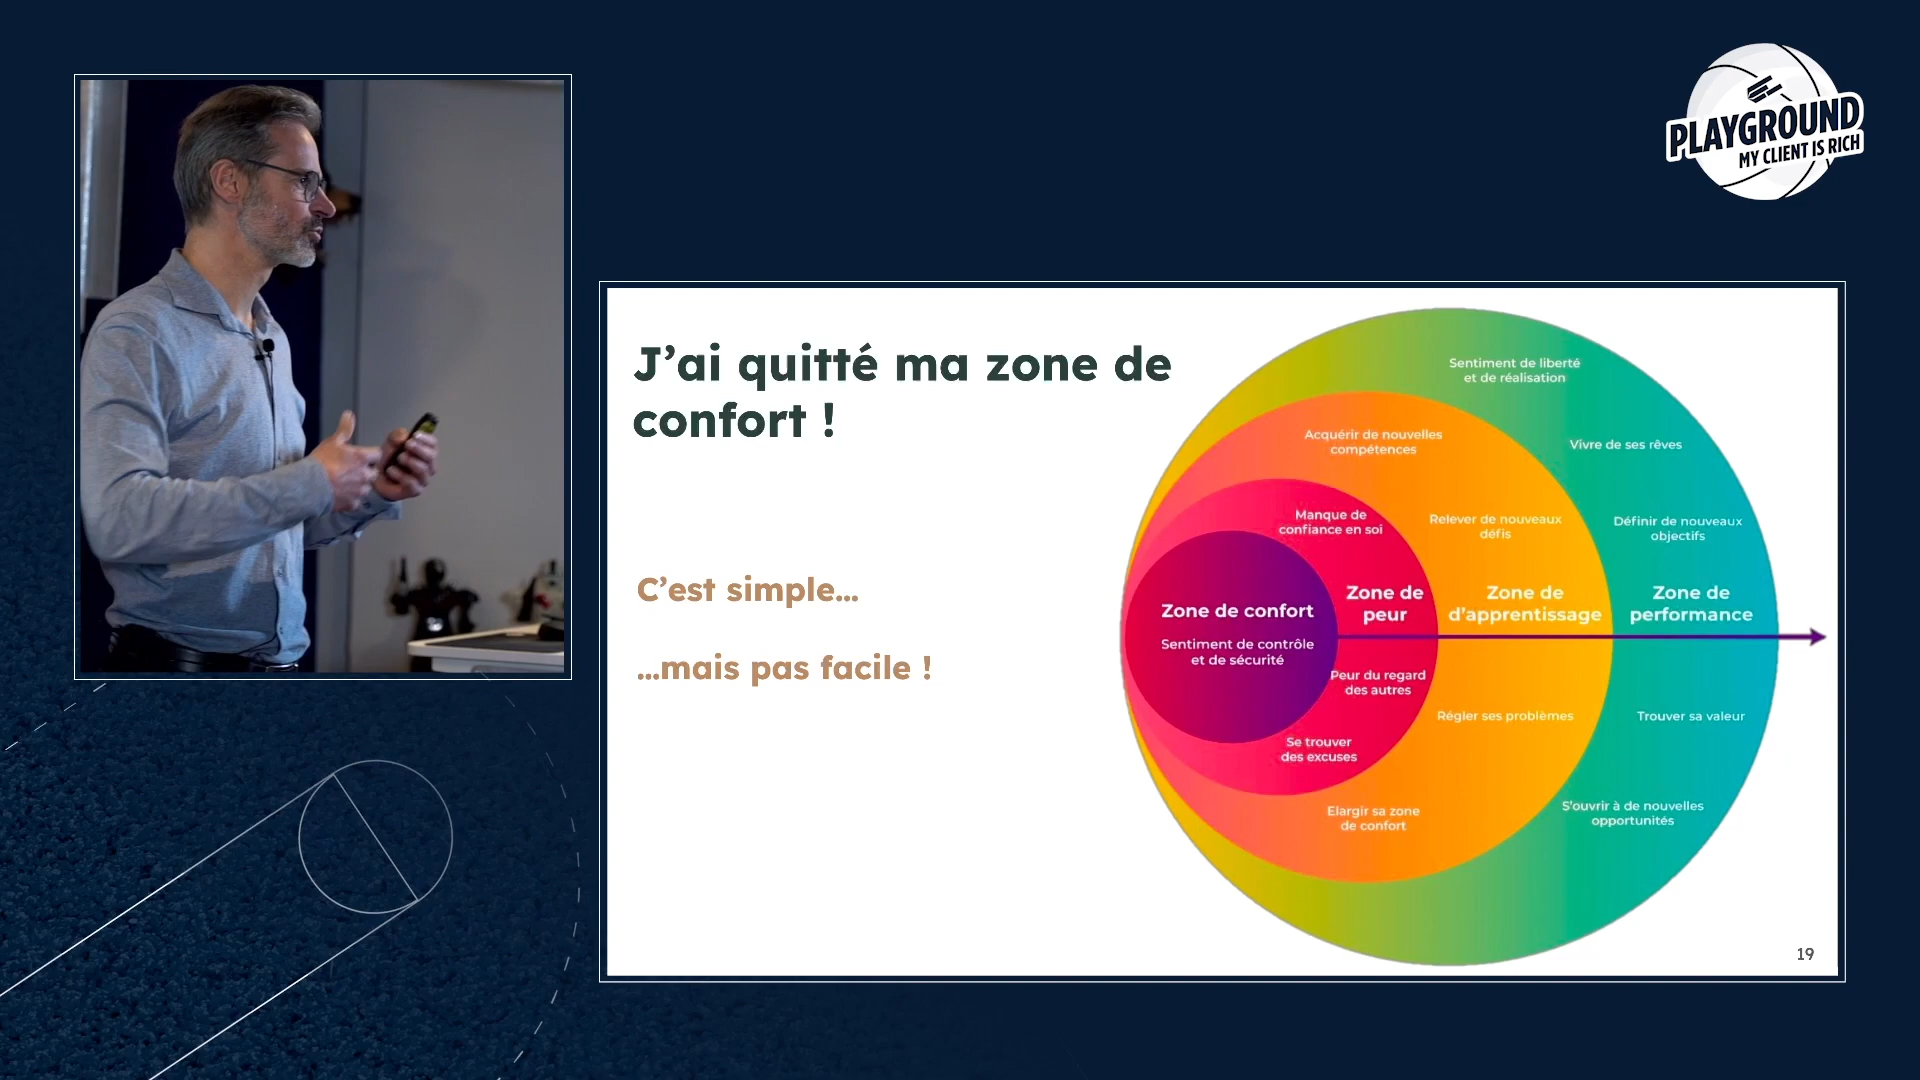 PLAYGROUND
MY CLIENT IS RICH
J'ai quitté ma zone de
confort !
C'est simple...
...mais pas facile !
Sentiment de liberté
et de réalisation
Vivre de ses rêves
Définir de nouveaux
objectifs
Zone de
performance
Trouver sa valeur
S'ouvrir à de nouvelles
opportunités
Acquérir de nouvelles
compétences
Relever de nouveaux
défis
Zone de
d'apprentissage
Régler ses problèmes
Elargir sa zone
de confort
Manque de
confiance en soi
Zone de
peur
Peur du regard
des autres
Se trouver
des excuses
Zone de confort
Sentiment de contrôle
et de sécurité
19